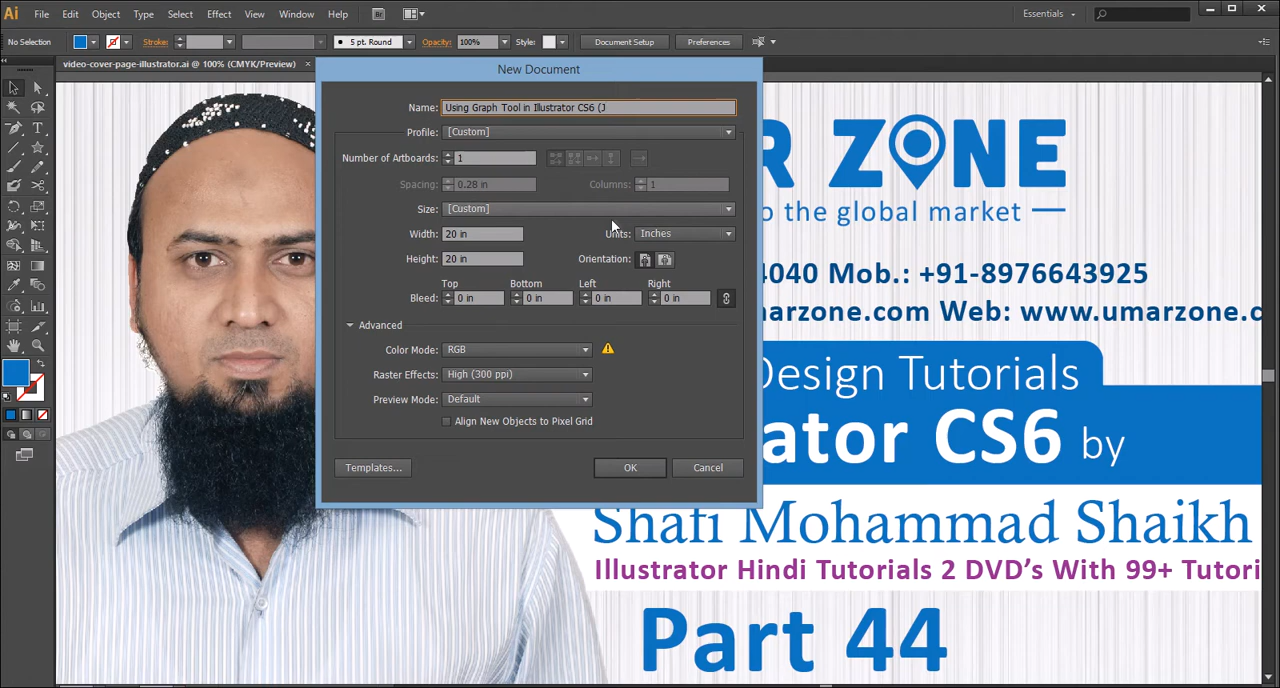 Ai File Edit Object Type Select Effect View Window Help Essentials
No Selection Stroke: 5 pt. Round Opacity: 100% Style: Document Setup Preferences
video-cover-page-illustrator.ai @ 100% (CMYK/Preview) ×
New Document
Name: Using Graph Tool in Illustrator CS6 (J
Profile: [Custom]
Number of Artboards: 1
Spacing: 0.28 in Columns: 1
Size: [Custom]
Width: 20 in Units: Inches
Height: 20 in Orientation:
Top Bottom Left Right
Bleed: 0 in 0 in 0 in 0 in
Advanced
Color Mode: RGB
Raster Effects: High (300 ppi)
Preview Mode: Default
Align New Objects to Pixel Grid
Templates... OK Cancel
R ZONE
the global market
4040 Mob.: +91-8976643925
arzone.com Web: www.umarzone.c
Design Tutorials
ator CS6 by
Shafi Mohammad Shaikh
Illustrator Hindi Tutorials 2 DVD's With 99+ Tutori
Part 44